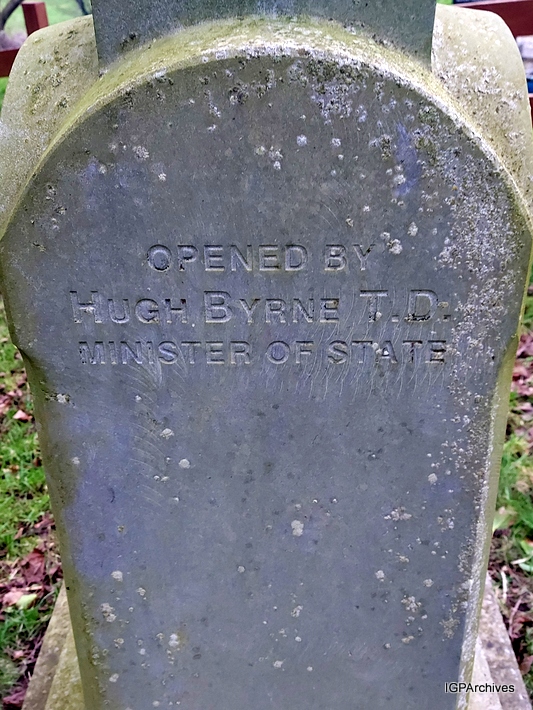 OPENED BY
HUGH BYRNE T.D.
MINISTER OF STATE
IGPArchives